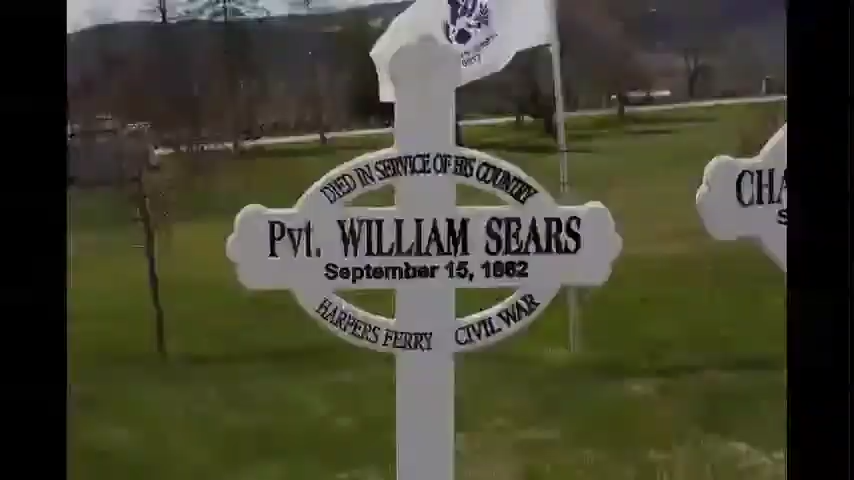 DIED IN SERVICE OF HIS COUNTRY
Pvt. WILLIAM SEARS
September 15, 1862
HARPERS FERRY CIVIL WAR
CHA
S